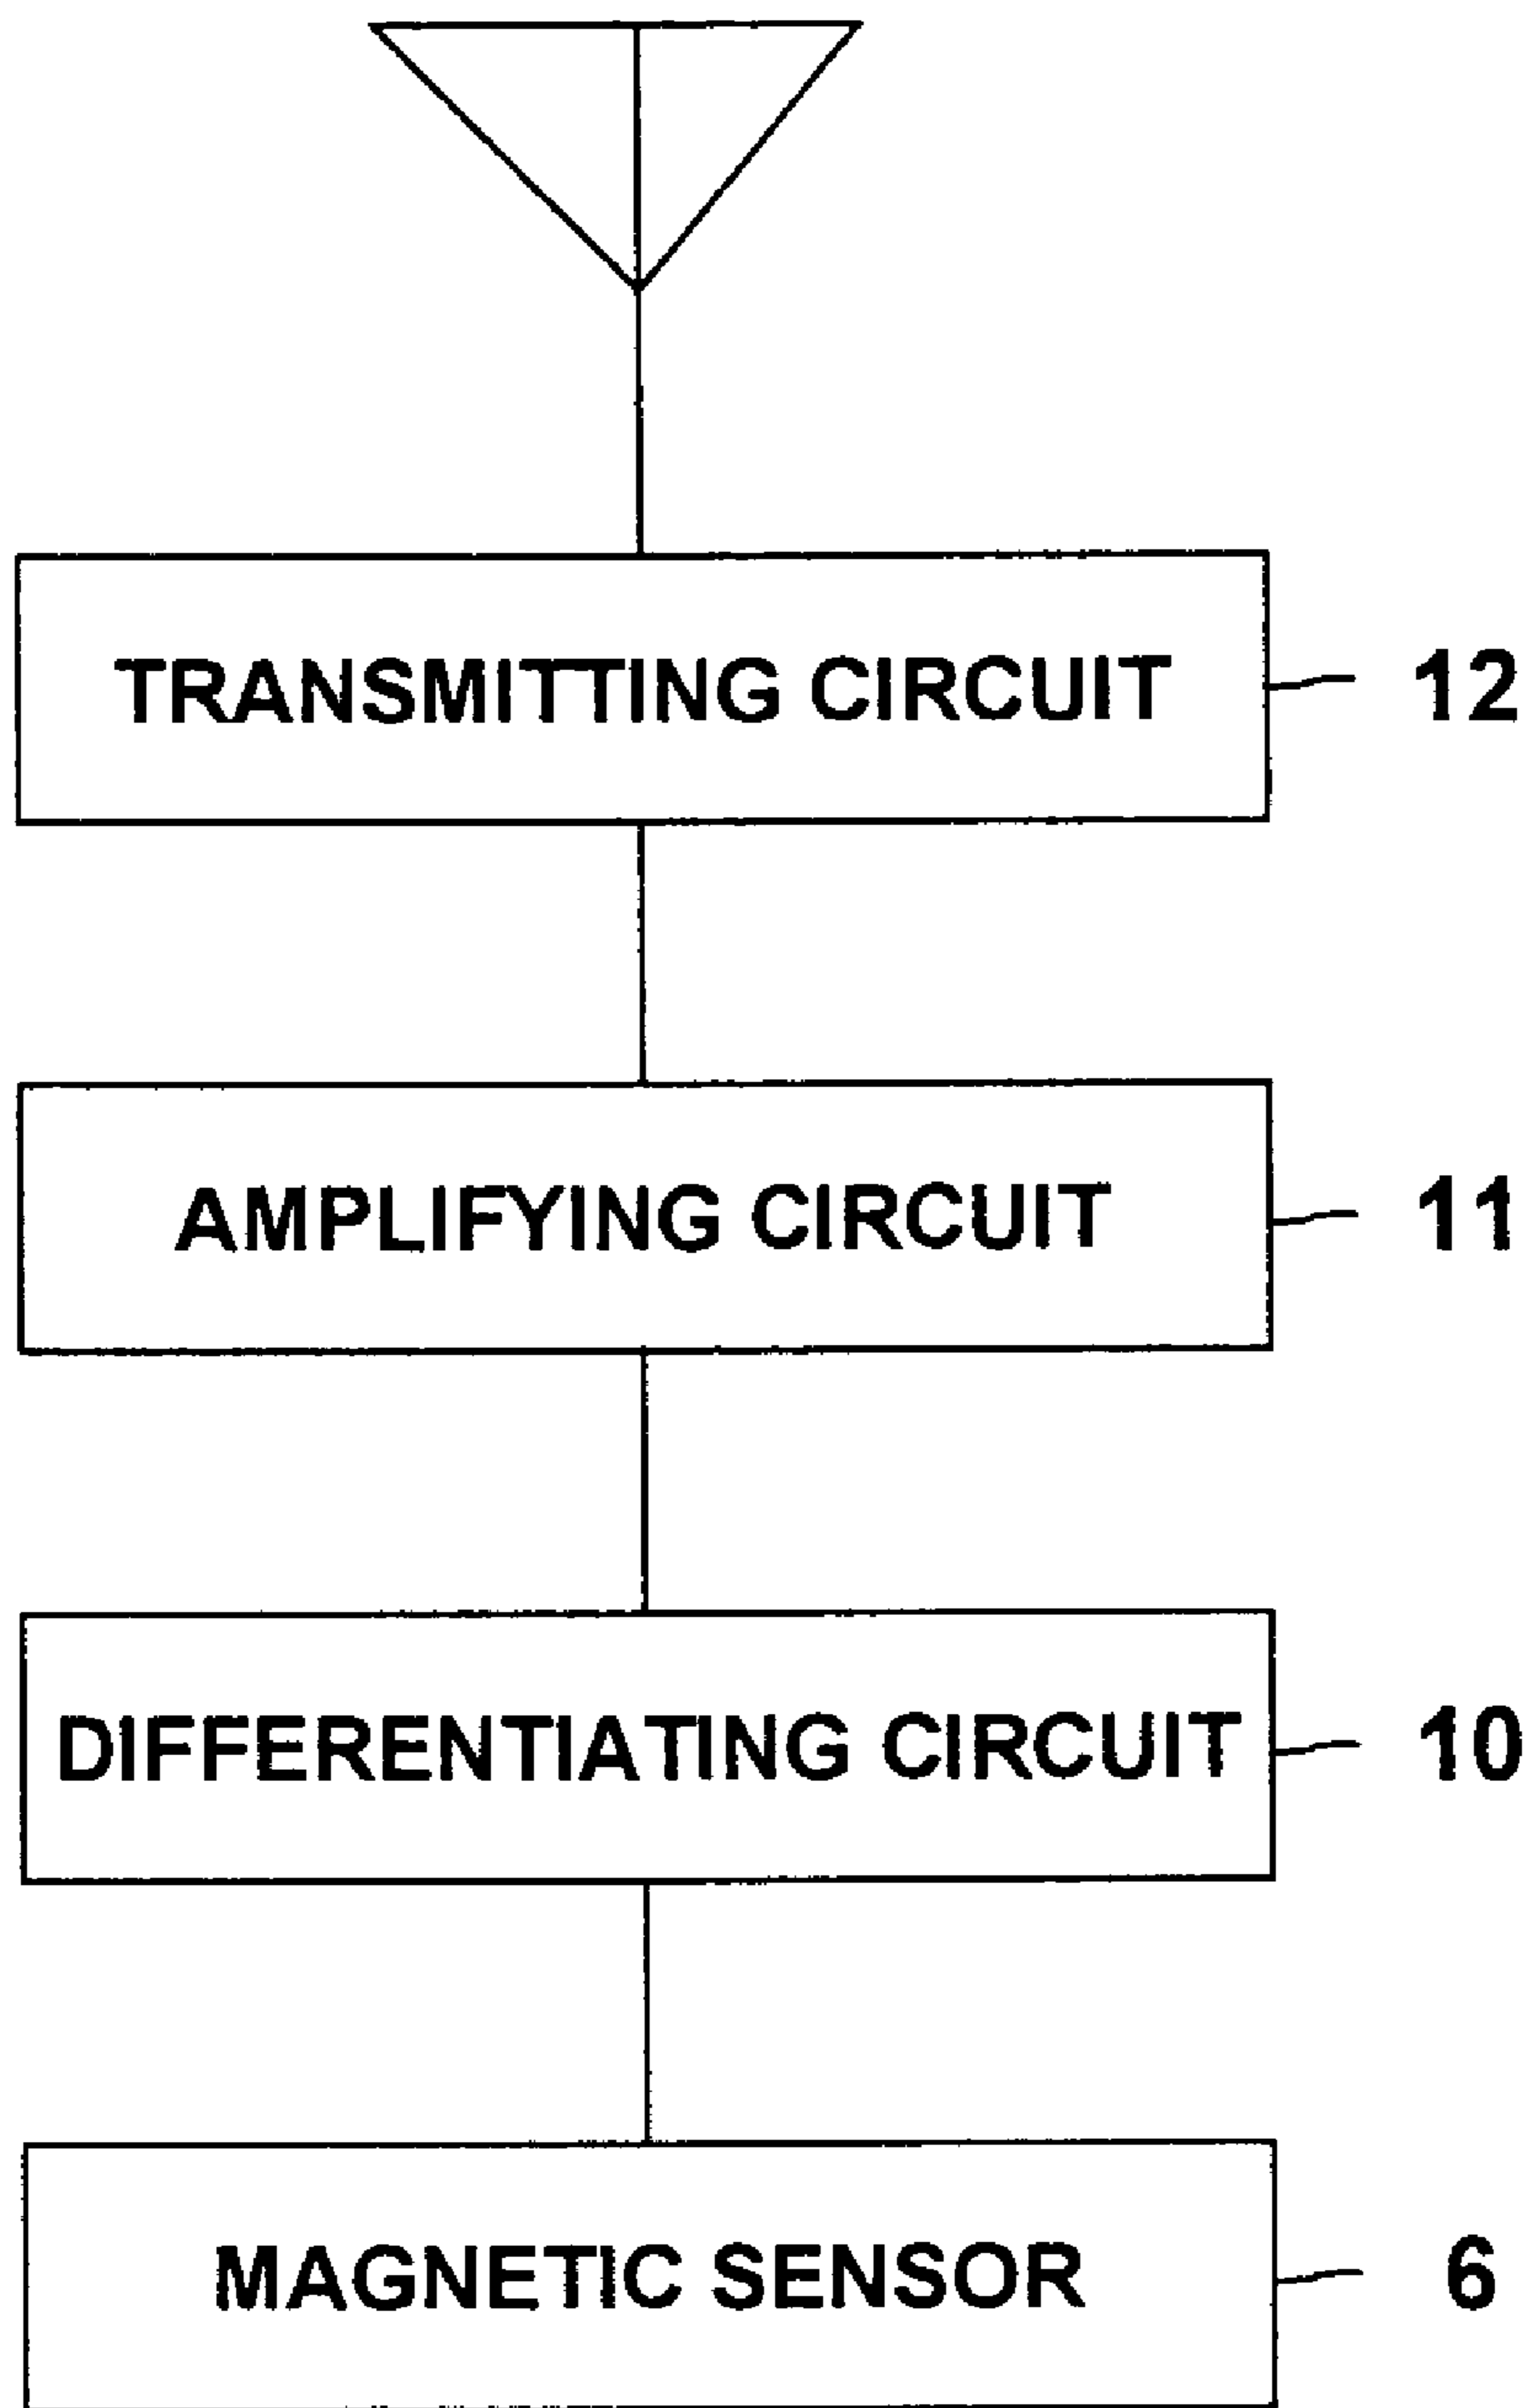 TRANSMITTING CIRCUIT 12
AMPLIFYING CIRCUIT 11
DIFFERENTIATING CIRCUIT 10
MAGNETIC SENSOR 6